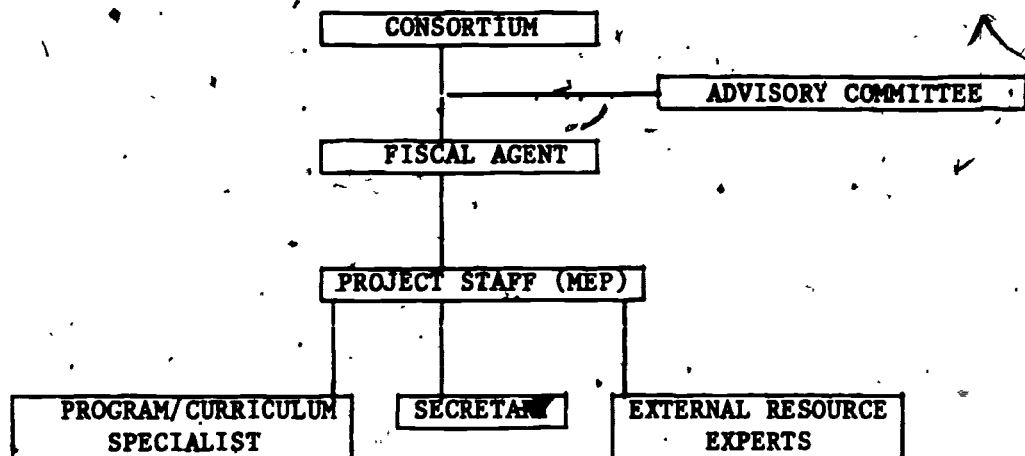 CONSORTIUM
ADVISORY COMMITTEE
FISCAL AGENT
PROJECT STAFF (MEP)
PROGRAM/CURRICULUM
SPECIALIST
SECRETARY
EXTERNAL RESOURCE
EXPERTS